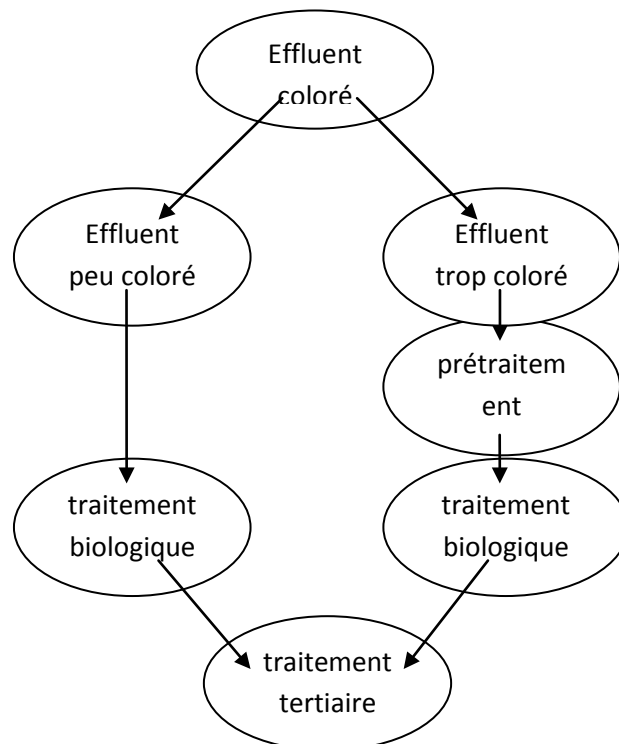 Effluent
coloré
Effluent
peu coloré
Effluent
trop coloré
prétraitem
ent
traitement
biologique
traitement
biologique
traitement
tertiaire